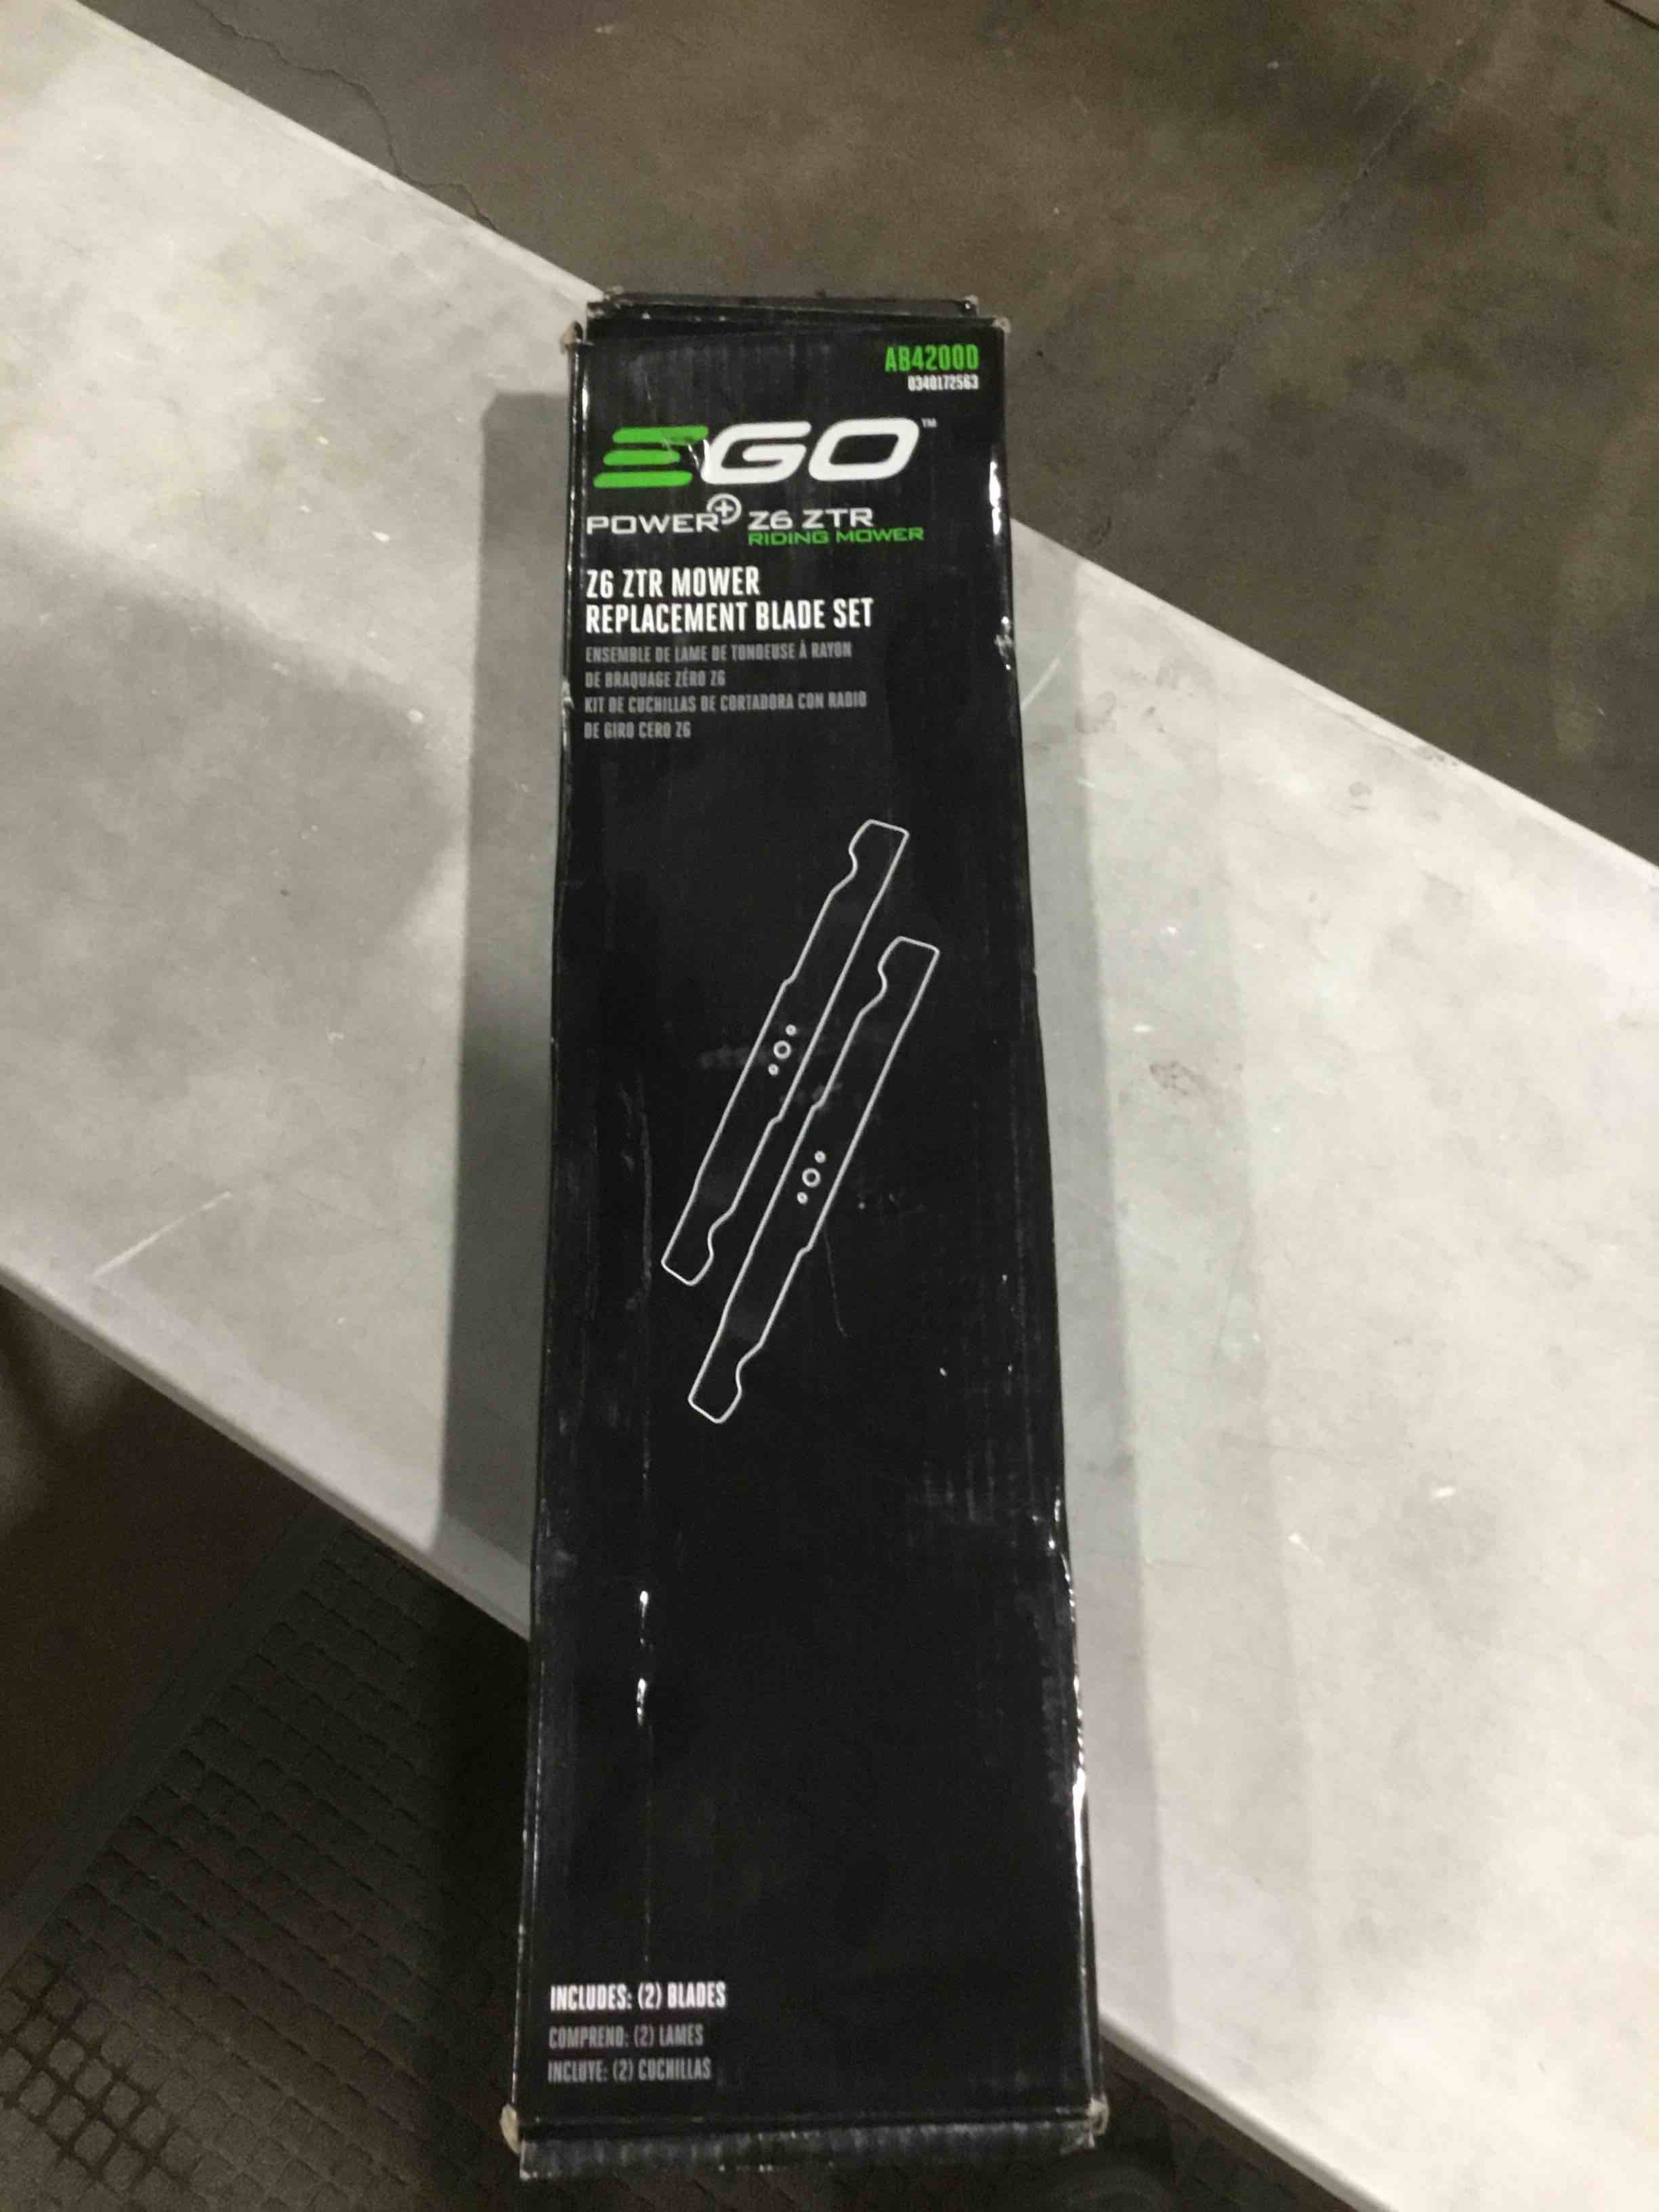 AB4200D
0340172563
EGO™
POWER+ Z6 ZTR
RIDING MOWER
Z6 ZTR MOWER
REPLACEMENT BLADE SET
ENSEMBLE DE LAME DE TONDEUSE À RAYON
DE BRAQUAGE ZÉRO Z6
KIT DE CUCHILLAS DE CORTADORA CON RADIO
DE GIRO CERO Z6
INCLUDES: (2) BLADES
COMPREND: (2) LAMES
INCLUYE: (2) CUCHILLAS